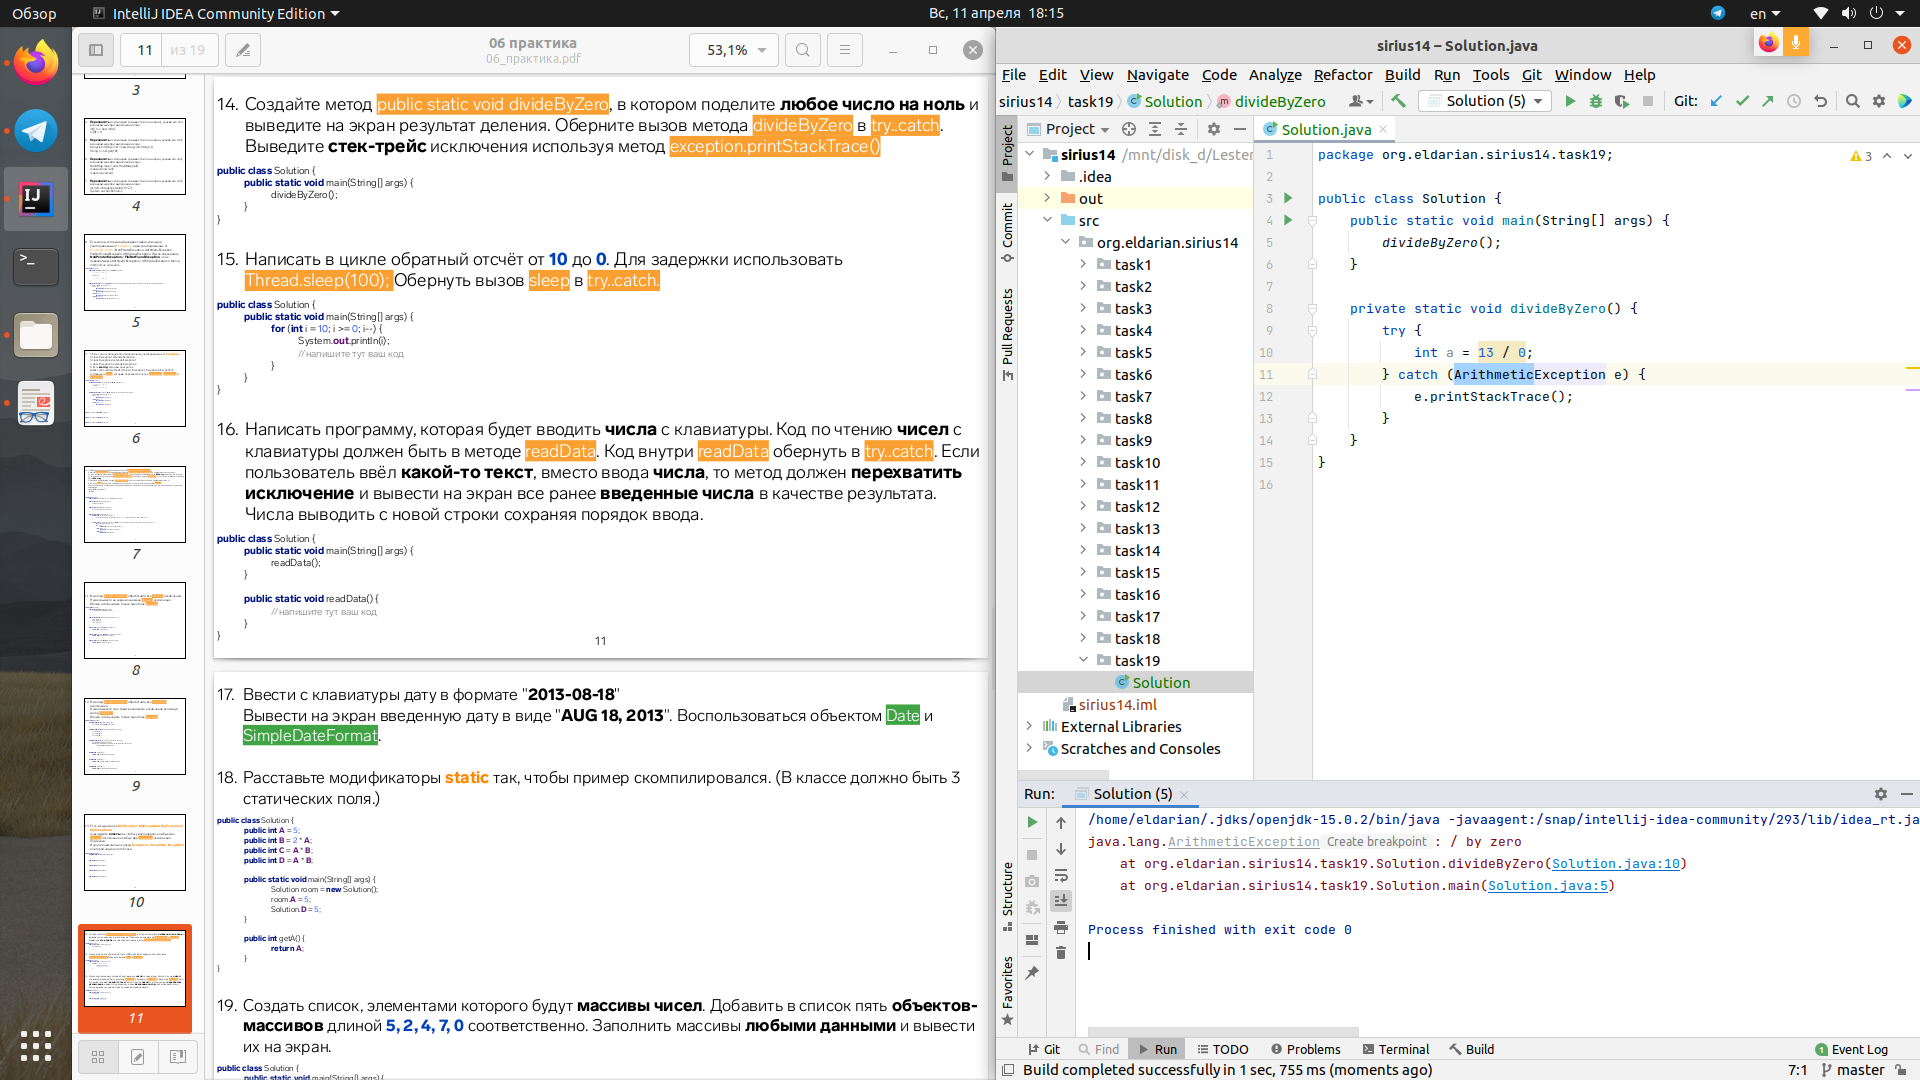 Обзор
IntelliJ IDEA Community Edition
Вс, 11 апреля 18:15
en
11
из 19
06 практика
06_практика.pdf
53,1%
3
4
5
6
7
8
9
10
11
14. Создайте метод public static void divideByZero, в котором поделите любое число на ноль и
выведите на экран результат деления. Оберните вызов метода divideByZero в try..catch.
Выведите стек-трейс исключения используя метод exception.printStackTrace()
public class Solution {
public static void main(String[] args) {
divideByZero();
}
}
15. Написать в цикле обратный отсчёт от 10 до 0. Для задержки использовать
Thread.sleep(100); Обернуть вызов sleep в try..catch.
public class Solution {
public static void main(String[] args) {
for (int i = 10; i >= 0; i--) {
System.out.println(i);
//напишите тут ваш код
}
}
}
16. Написать программу, которая будет вводить числа с клавиатуры. Код по чтению чисел с
клавиатуры должен быть в методе readData. Код внутри readData обернуть в try..catch. Если
пользователь ввёл какой-то текст, вместо ввода числа, то метод должен перехватить
исключение и вывести на экран все ранее введенные числа в качестве результата.
Числа выводить с новой строки сохраняя порядок ввода.
public class Solution {
public static void main(String[] args) {
readData();
}
public static void readData() {
//напишите тут ваш код
}
}
11
17. Ввести с клавиатуры дату в формате "2013-08-18"
Вывести на экран введенную дату в виде "AUG 18, 2013". Воспользоваться объектом Date и
SimpleDateFormat.
18. Расставьте модификаторы static так, чтобы пример скомпилировался. (В классе должно быть 3
статических поля.)
public class Solution {
public int A = 5;
public int B = 2 * A;
public int C = A * B;
public int D = A * B;
public static void main(String[] args) {
Solution room = new Solution();
room.A = 5;
Solution.D = 5;
}
public int getA() {
return A;
}
}
19. Создать список, элементами которого будут массивы чисел. Добавить в список пять объектов-
массивов длиной 5, 2, 4, 7, 0 соответственно. Заполнить массивы любыми данными и вывести
их на экран.
public class Solution {
public static void main(String[] args) {
sirius14 – Solution.java
File Edit View Navigate Code Analyze Refactor Build Run Tools Git Window Help
sirius14 task19 Solution divideByZero
Solution (5)
Git:
Project
Commit
Pull Requests
Structure
Favorites
Project
sirius14 /mnt/disk_d/Lester
.idea
out
src
org.eldarian.sirius14
task1
task2
task3
task4
task5
task6
task7
task8
task9
task10
task11
task12
task13
task14
task15
task16
task17
task18
task19
Solution
sirius14.iml
External Libraries
Scratches and Consoles
Solution.java
3
1 package org.eldarian.sirius14.task19;
2
3 public class Solution {
4 public static void main(String[] args) {
5 divideByZero();
6 }
7
8 private static void divideByZero() {
9 try {
10 int a = 13 / 0;
11 } catch (ArithmeticException e) {
12 e.printStackTrace();
13 }
14 }
15 }
16
Run: Solution (5)
/home/eldarian/.jdks/openjdk-15.0.2/bin/java -javaagent:/snap/intellij-idea-community/293/lib/idea_rt.ja
java.lang.ArithmeticException Create breakpoint : / by zero
at org.eldarian.sirius14.task19.Solution.divideByZero(Solution.java:10)
at org.eldarian.sirius14.task19.Solution.main(Solution.java:5)
Process finished with exit code 0
Git Find Run TODO Problems Terminal Build
1 Event Log
Build completed successfully in 1 sec, 755 ms (moments ago)
7:1 master